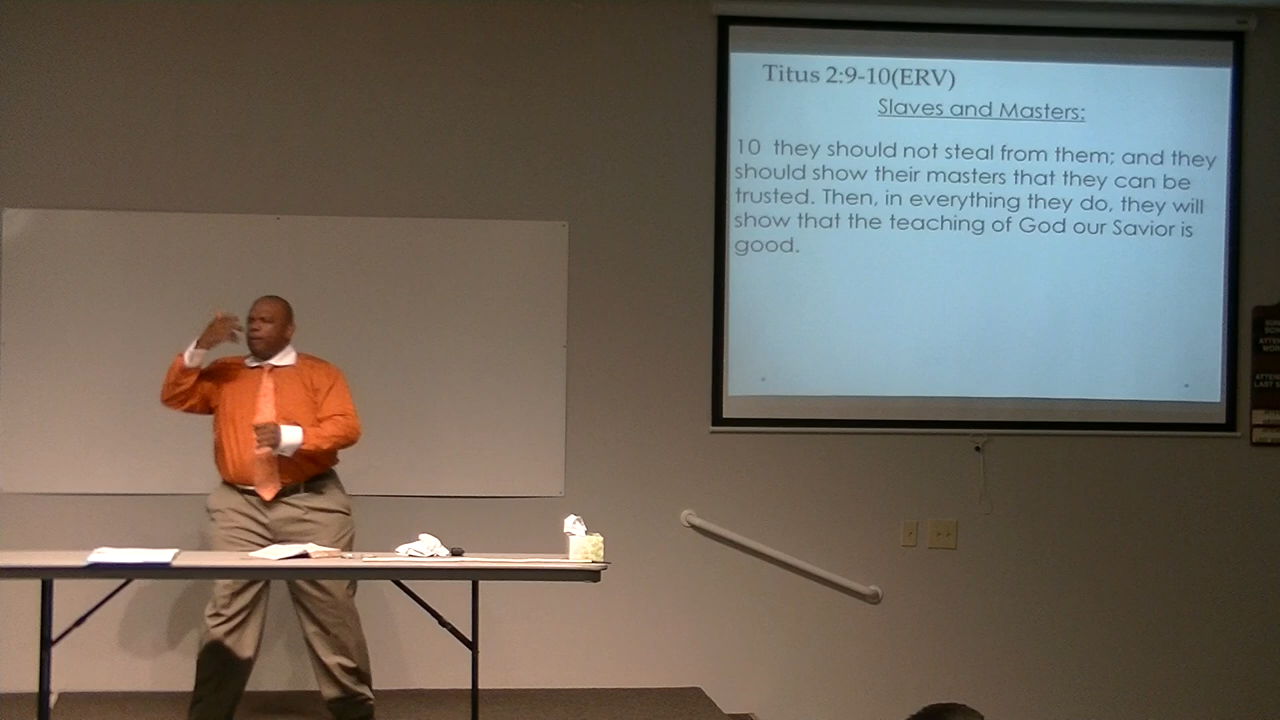 Titus 2:9-10(ERV)
Slaves and Masters:
10 they should not steal from them; and they
should show their masters that they can be
trusted. Then, in everything they do, they will
show that the teaching of God our Savior is
good.